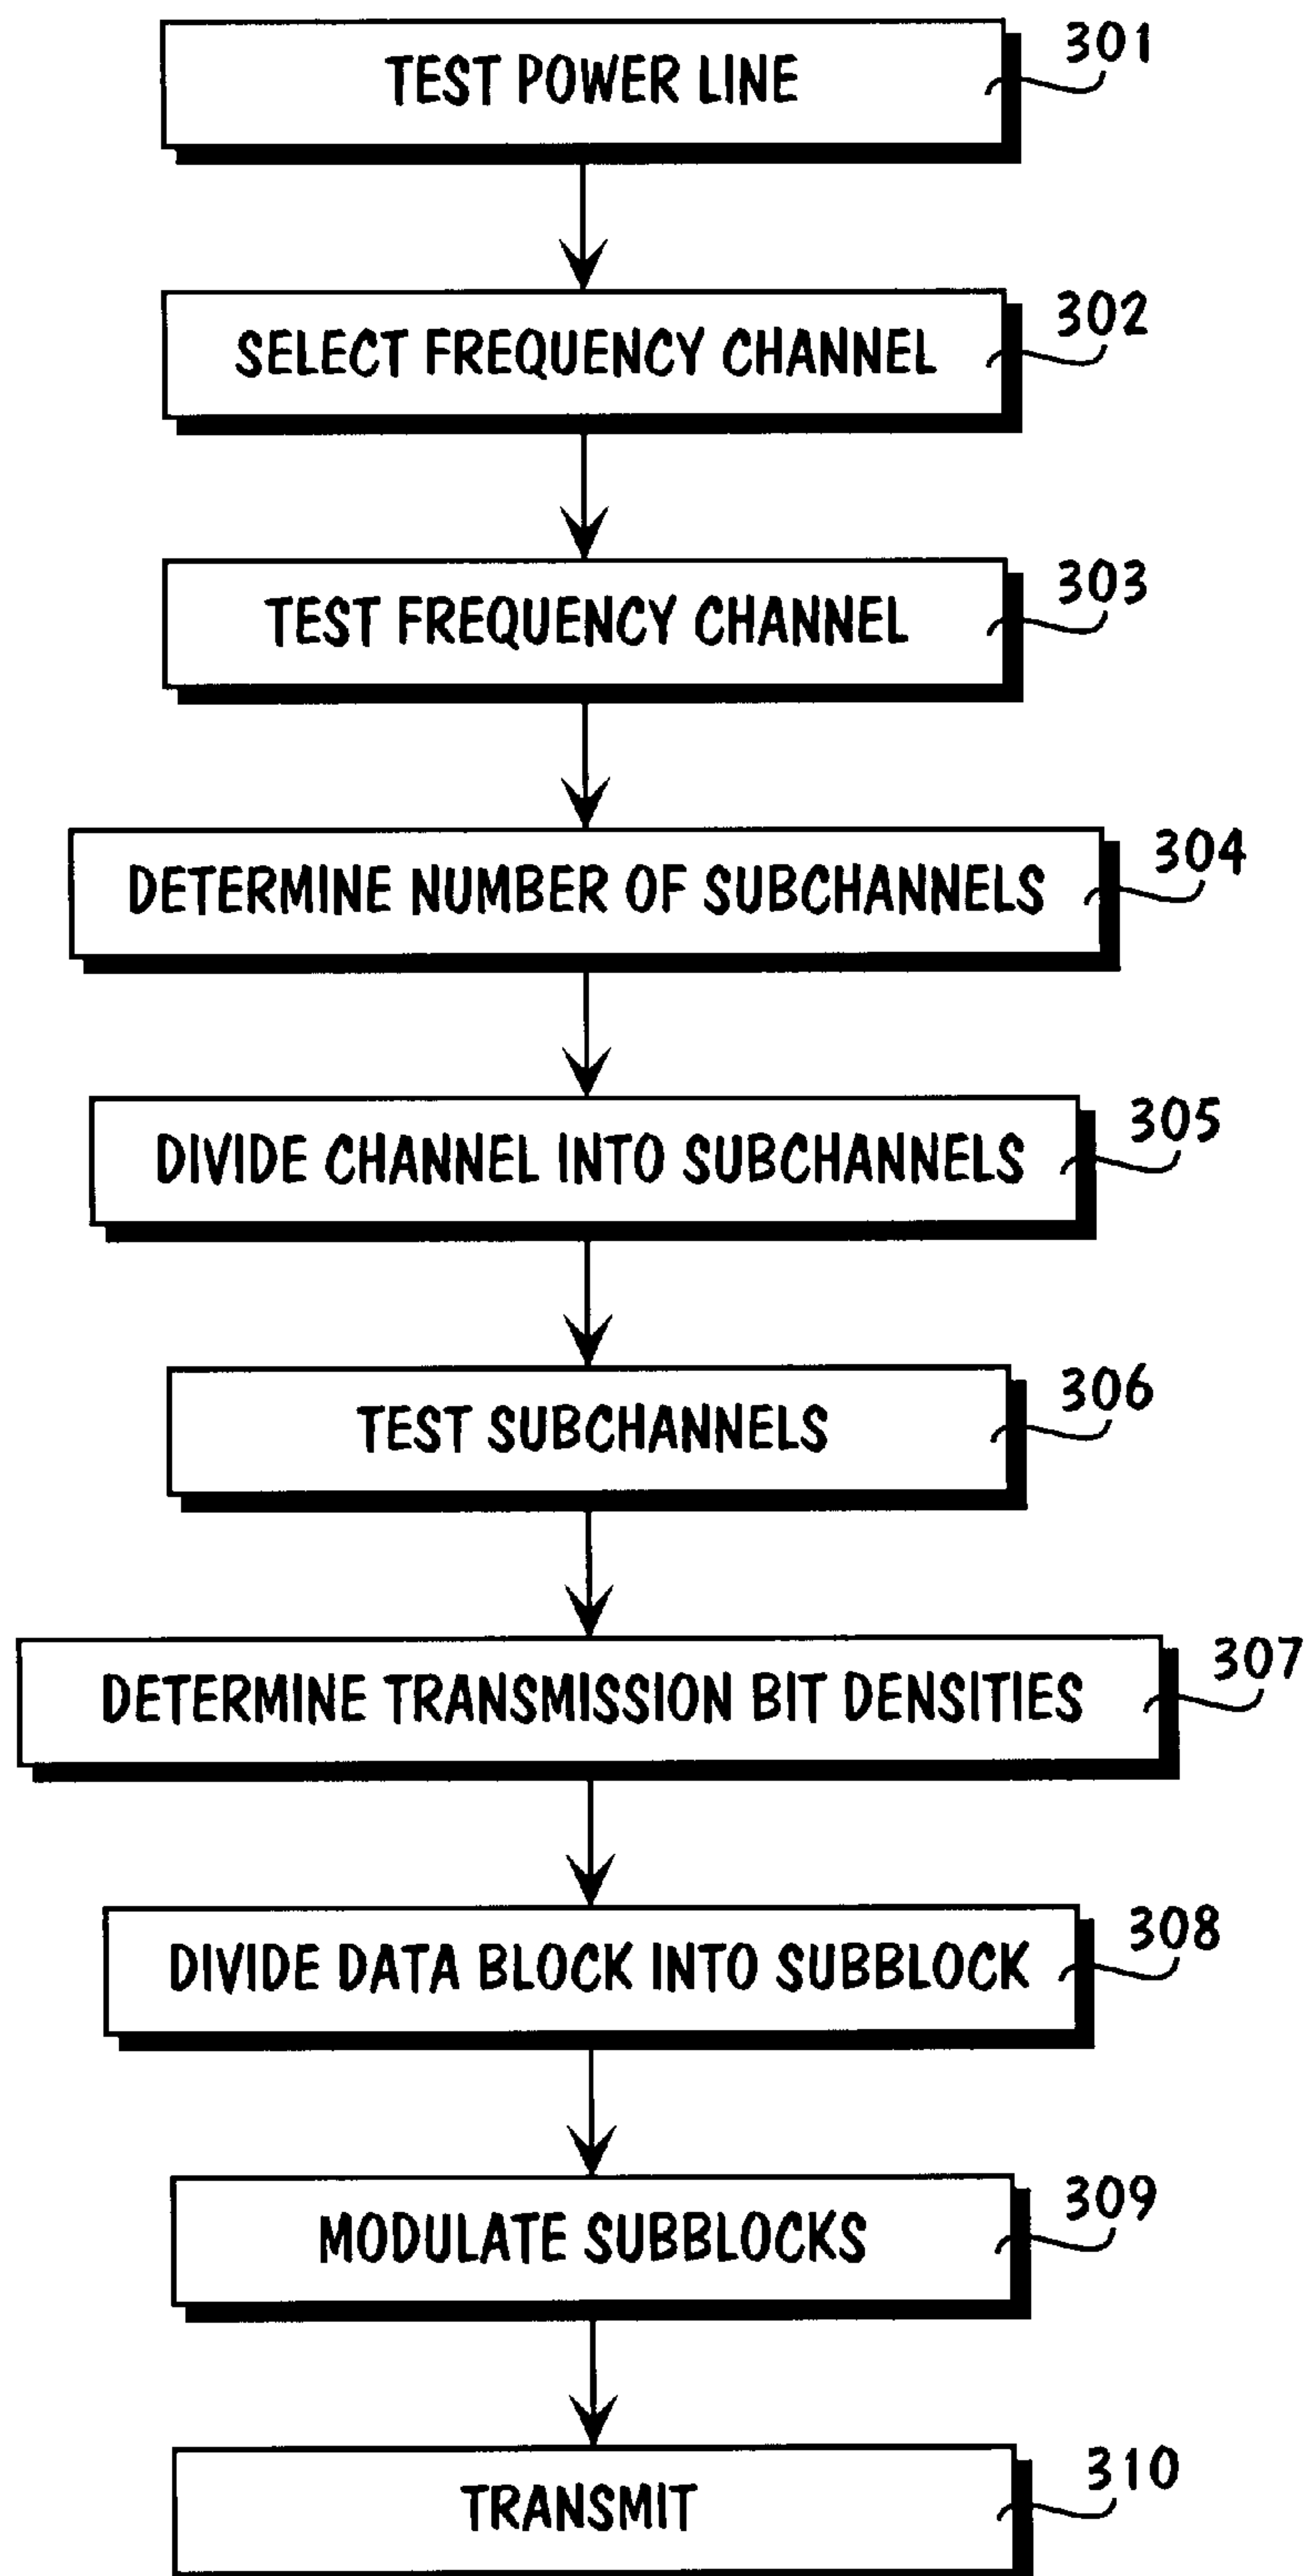 TEST POWER LINE
301
SELECT FREQUENCY CHANNEL
302
TEST FREQUENCY CHANNEL
303
DETERMINE NUMBER OF SUBCHANNELS
304
DIVIDE CHANNEL INTO SUBCHANNELS
305
TEST SUBCHANNELS
306
DETERMINE TRANSMISSION BIT DENSITIES
307
DIVIDE DATA BLOCK INTO SUBBLOCK
308
MODULATE SUBBLOCKS
309
TRANSMIT
310